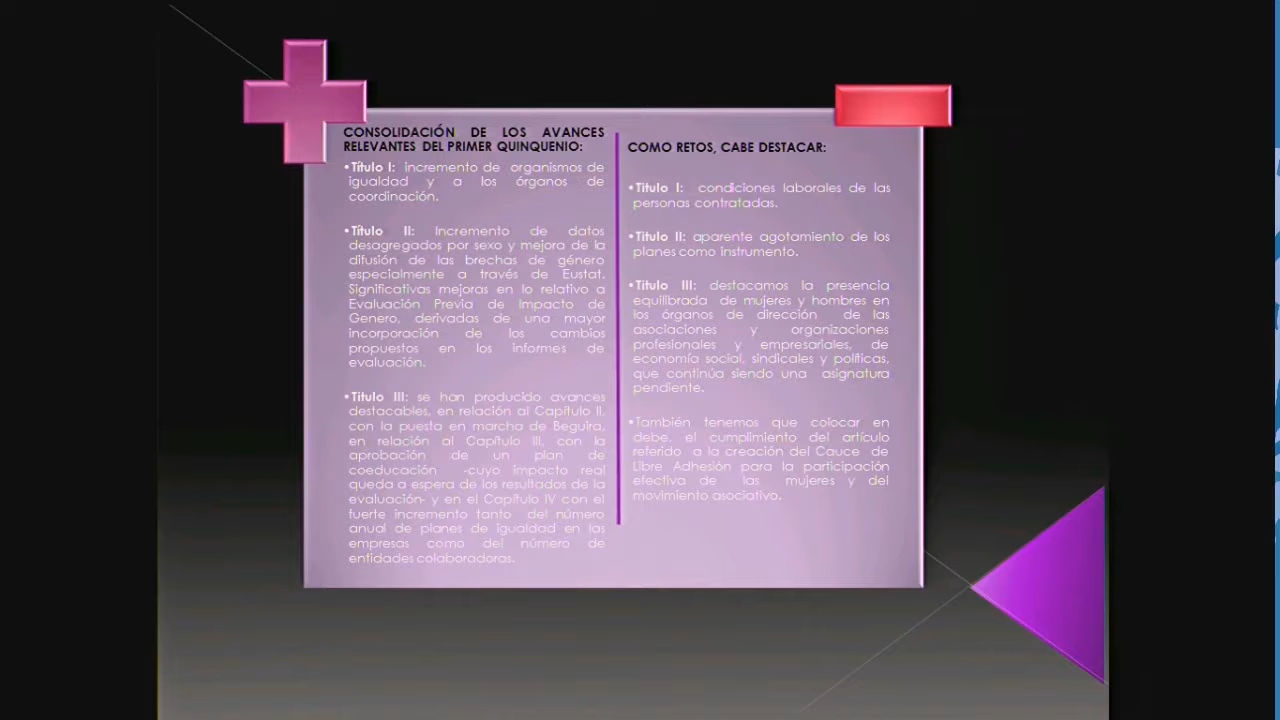 CONSOLIDACIÓN DE LOS AVANCES
RELEVANTES DEL PRIMER QUINQUENIO:
•Título I: incremento de organismos de
igualdad y a los órganos de
coordinación.
•Título II: Incremento de datos
desagregados por sexo y mejora de la
difusión de las brechas de género
especialmente a través de Eustat.
Significativas mejoras en lo relativo a
Evaluación Previa de Impacto de
Genero, derivadas de una mayor
incorporación de los cambios
propuestos en los informes de
evaluación.
•Título III: se han producido avances
destacables, en relación al Capítulo II,
con la puesta en marcha de Beguira,
en relación al Capítulo III, con la
aprobación de un plan de
coeducación -cuyo impacto real
queda a espera de los resultados de la
evaluación- y en el Capítulo IV con el
fuerte incremento tanto del número
anual de planes de igualdad en las
empresas como del número de
entidades colaboradoras.
COMO RETOS, CABE DESTACAR:
•Título I: condiciones laborales de las
personas contratadas.
•Título II: aparente agotamiento de los
planes como instrumento.
•Título III: destacamos la presencia
equilibrada de mujeres y hombres en
los órganos de dirección de las
asociaciones y organizaciones
profesionales y empresariales, de
economía social, sindicales y políticas,
que continúa siendo una asignatura
pendiente.
•También tenemos que colocar en
debe, el cumplimiento del artículo
referido a la creación del Cauce de
Libre Adhesión para la participación
efectiva de las mujeres y del
movimiento asociativo.